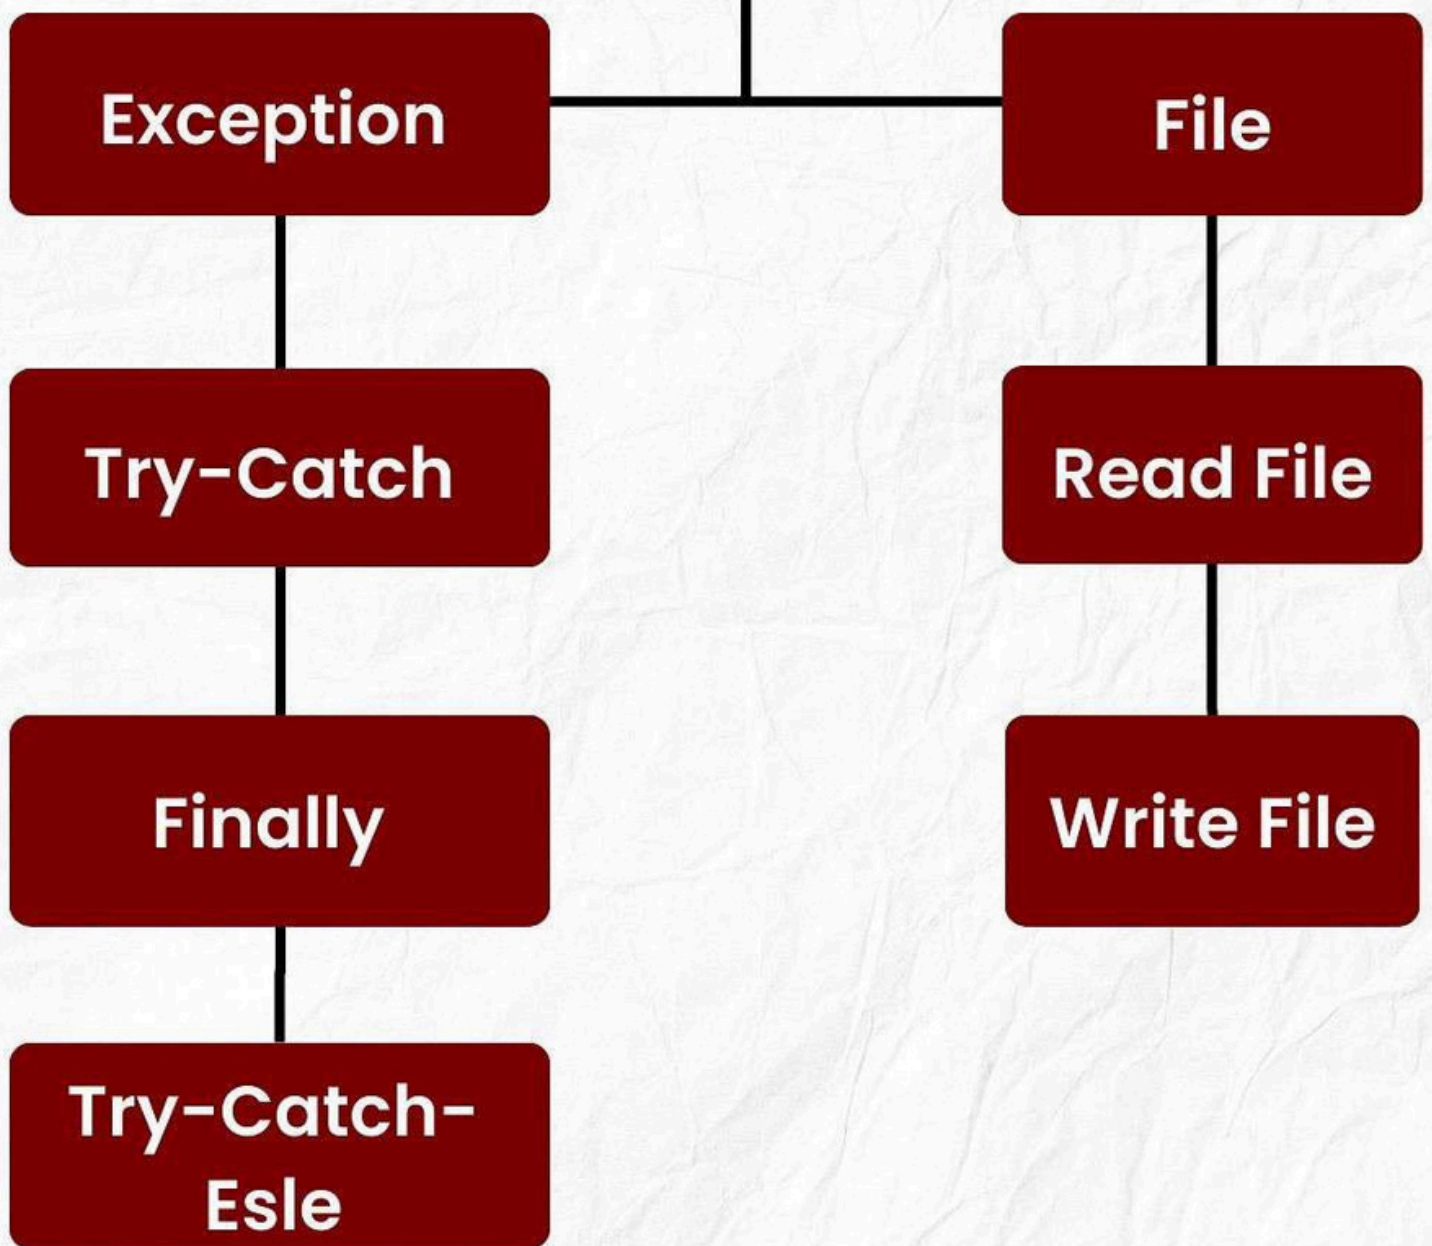 Exception
File
Try-Catch
Read File
Finally
Write File
Try-Catch-
Esle